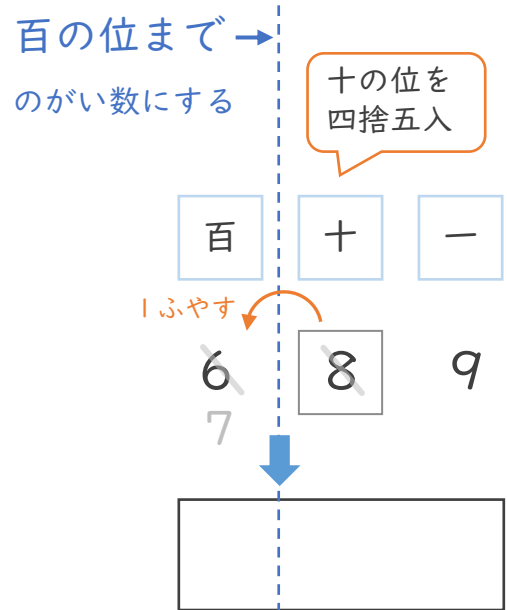 百の位まで
のがい数にする
十の位を
四捨五入
百 十 一
1ふやす
6 8 9
7